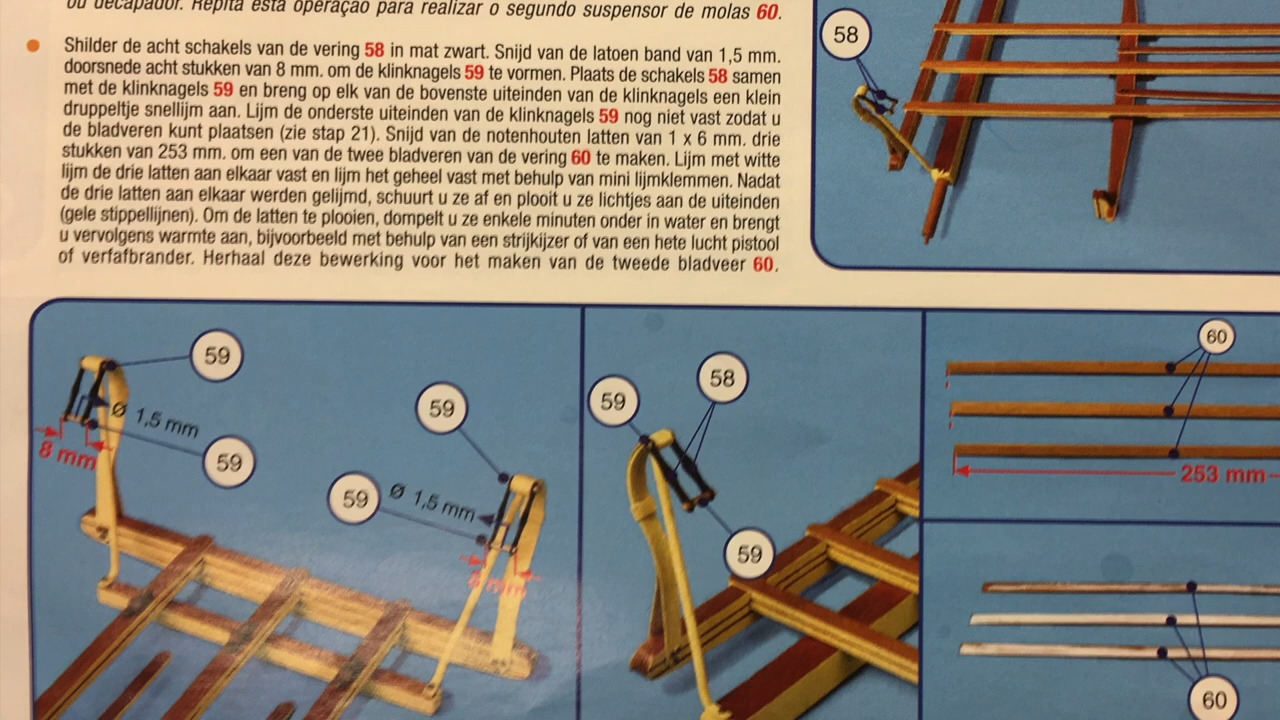 ou decapador. Repita esta operação para realizar o segundo suspensor de molas 60.
Shilder de acht schakels van de vering 58 in mat zwart. Snijd van de latoen band van 1,5 mm.
doorsnede acht stukken van 8 mm. om de klinknagels 59 te vormen. Plaats de schakels 58 samen
met de klinknagels 59 en breng op elk van de bovenste uiteinden van de klinknagels een klein
druppeltje snellijm aan. Lijm de onderste uiteinden van de klinknagels 59 nog niet vast zodat u
de bladveren kunt plaatsen (zie stap 21). Snijd van de notenhouten latten van 1 x 6 mm. drie
stukken van 253 mm. om een van de twee bladveren van de vering 60 te maken. Lijm met witte
lijm de drie latten aan elkaar vast en lijm het geheel vast met behulp van mini lijmklemmen. Nadat
de drie latten aan elkaar werden gelijmd, schuurt u ze af en plooit u ze lichtjes aan de uiteinden
(gele stippellijnen). Om de latten te plooien, dompelt u ze enkele minuten onder in water en brengt
u vervolgens warmte aan, bijvoorbeeld met behulp van een strijkijzer of van een hete lucht pistool
of verfafbrander. Herhaal deze bewerking voor het maken van de tweede bladveer 60.
58
59
Ø 1,5 mm
8 mm
59
59
59
Ø 1,5 mm
8 mm
59
58
59
60
253 mm
60